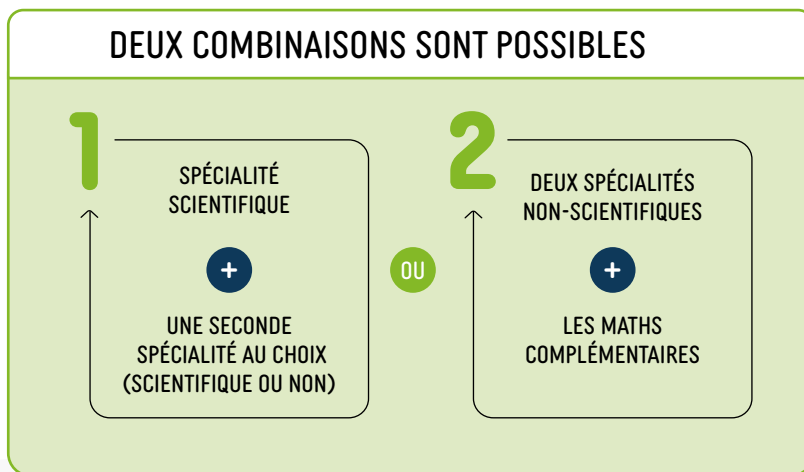 DEUX COMBINAISONS SONT POSSIBLES
1
SPÉCIALITÉ
SCIENTIFIQUE
+
UNE SECONDE
SPÉCIALITÉ AU CHOIX
(SCIENTIFIQUE OU NON)
OU
2
DEUX SPÉCIALITÉS
NON-SCIENTIFIQUES
+
LES MATHS
COMPLÉMENTAIRES